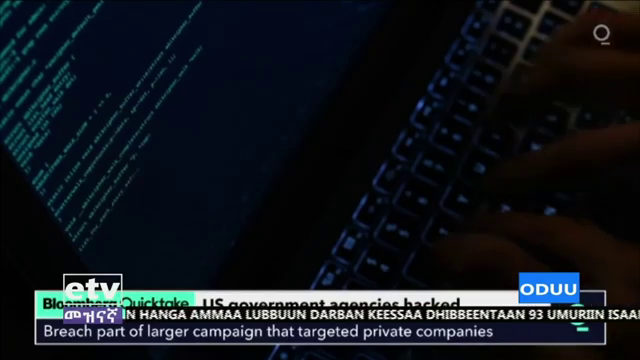 etv
ODUU
Bloomberg Quicktake US government agencies hacked
መዝናኛ IN HANGA AMMAA LUBBUUN DARBAN KEESSAA DHIBBEENTAAN 93 UMURIIN ISAA
Breach part of larger campaign that targeted private companies